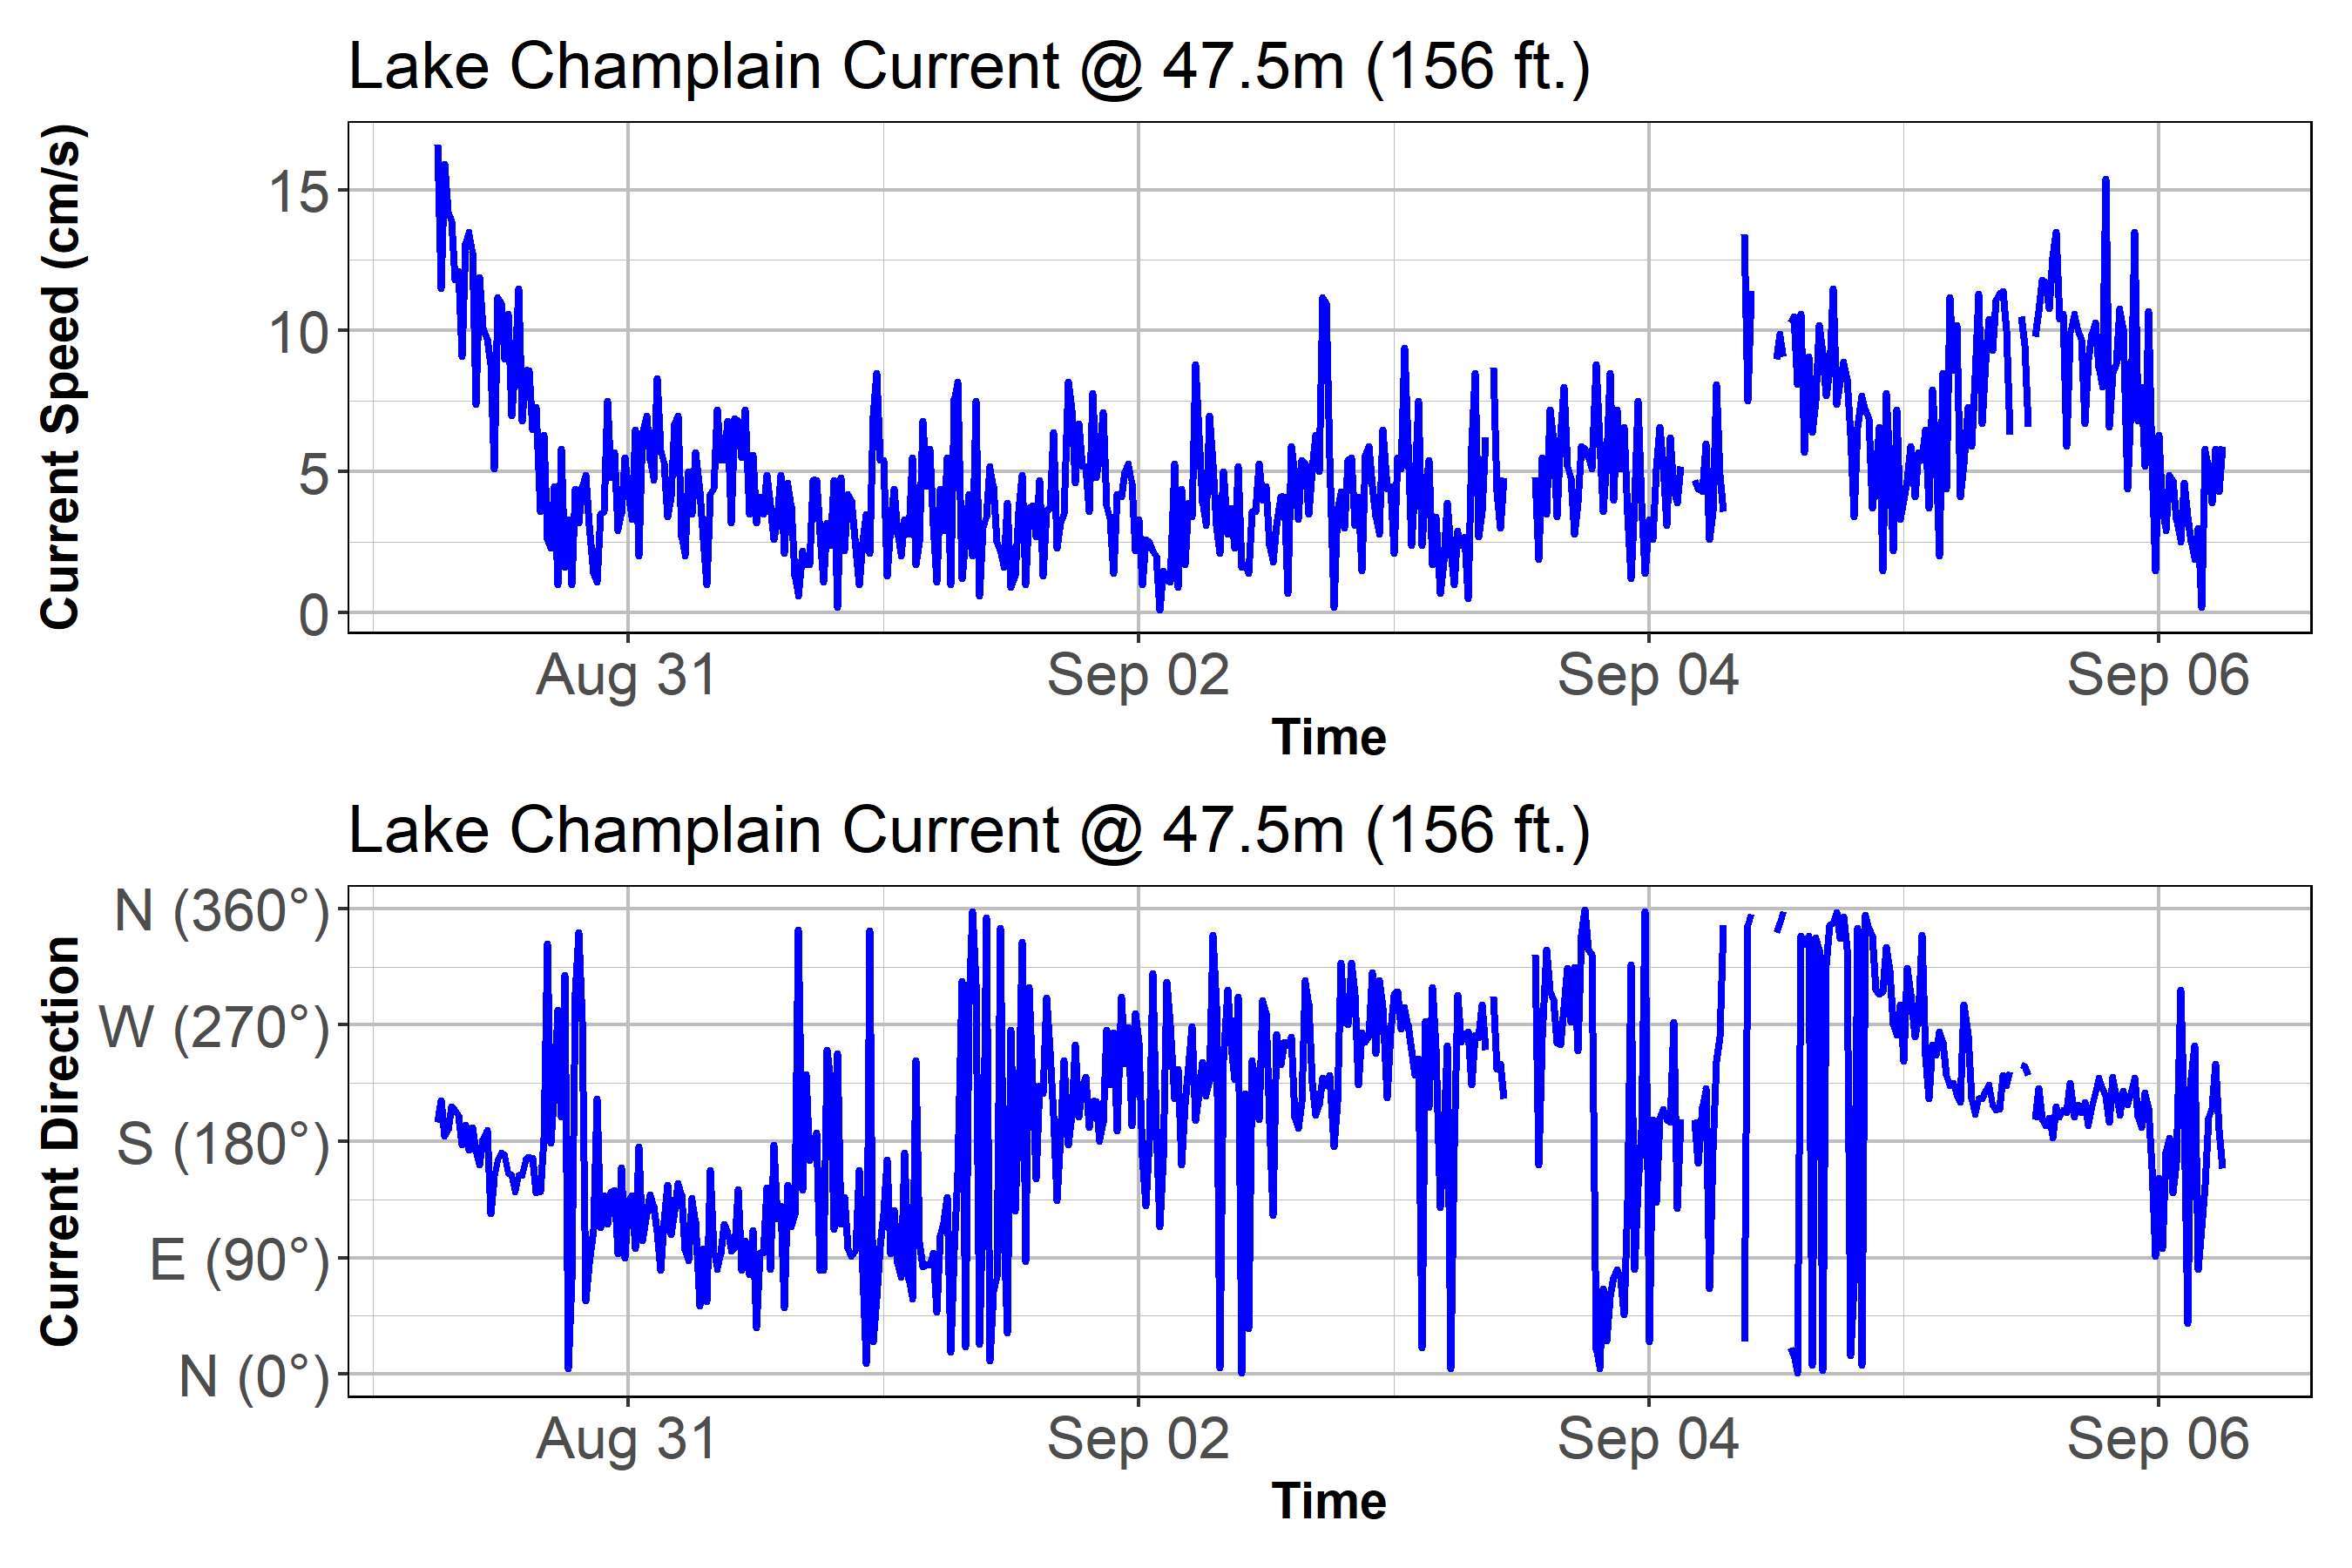 Lake Champlain Current @ 47.5m (156 ft.)
Current Speed (cm/s)
15
10
5
0
Aug 31 Sep 02 Sep 04 Sep 06
Time
Lake Champlain Current @ 47.5m (156 ft.)
Current Direction
N (360°)
W (270°)
S (180°)
E (90°)
N (0°)
Aug 31 Sep 02 Sep 04 Sep 06
Time